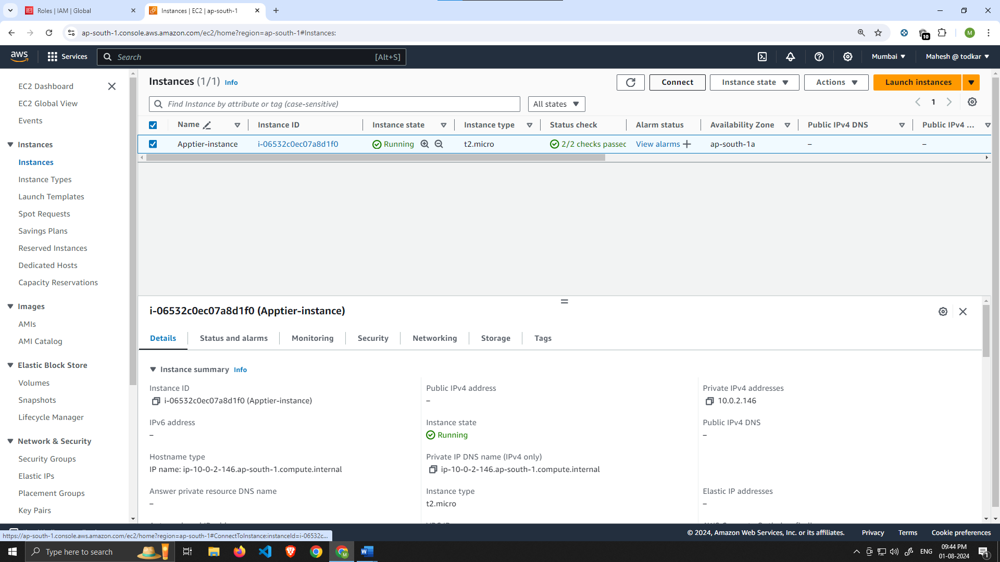 Roles | IAM | Global
Instances | EC2 | ap-south-1
ap-south-1.console.aws.amazon.com/ec2/home?region=ap-south-1#Instances:
10
M
aws
Services
Search
[Alt+S]
Mumbai
Mahesh @ todkar
EC2 Dashboard
EC2 Global View
Events
Instances
Instances
Instance Types
Launch Templates
Spot Requests
Savings Plans
Reserved Instances
Dedicated Hosts
Capacity Reservations
Images
AMIs
AMI Catalog
Elastic Block Store
Volumes
Snapshots
Lifecycle Manager
Network & Security
Security Groups
Elastic IPs
Placement Groups
Key Pairs
Instances (1/1) Info
Connect
Instance state
Actions
Launch instances
Find Instance by attribute or tag (case-sensitive)
All states
1
Name
Instance ID
Instance state
Instance type
Status check
Alarm status
Availability Zone
Public IPv4 DNS
Public IPv4 ...
Apptier-instance
i-06532c0ec07a8d1f0
Running
t2.micro
2/2 checks passec
View alarms
ap-south-1a
–
–
i-06532c0ec07a8d1f0 (Apptier-instance)
Details
Status and alarms
Monitoring
Security
Networking
Storage
Tags
Instance summary Info
Instance ID
i-06532c0ec07a8d1f0 (Apptier-instance)
Public IPv4 address
–
Private IPv4 addresses
10.0.2.146
IPv6 address
–
Instance state
Running
Public IPv4 DNS
–
Hostname type
IP name: ip-10-0-2-146.ap-south-1.compute.internal
Private IP DNS name (IPv4 only)
ip-10-0-2-146.ap-south-1.compute.internal
Answer private resource DNS name
–
Instance type
t2.micro
Elastic IP addresses
–
https://ap-south-1.console.aws.amazon.com/ec2/home?region=ap-south-1#ConnectToInstance:instanceId=i-06532c...
© 2024, Amazon Web Services, Inc. or its affiliates.
Privacy
Terms
Cookie preferences
Type here to search
ENG
09:44 PM
01-08-2024
1